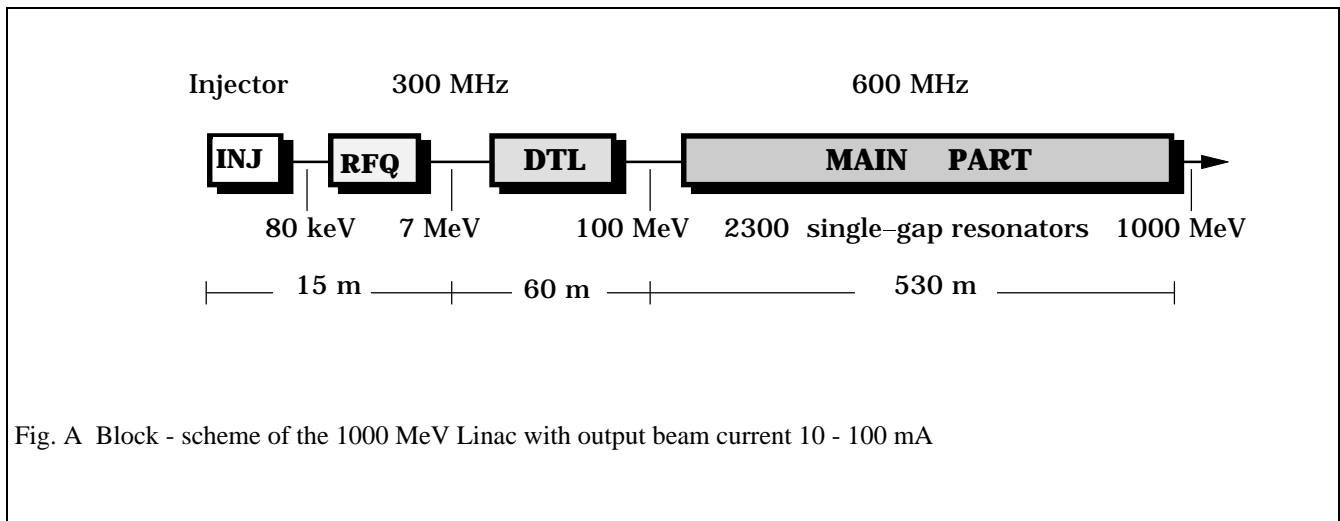 Injector 300 MHz 600 MHz
INJ RFQ DTL MAIN PART
80 keV 7 MeV 100 MeV 2300 single–gap resonators 1000 MeV
15 m 60 m 530 m
Fig. A Block - scheme of the 1000 MeV Linac with output beam current 10 - 100 mA